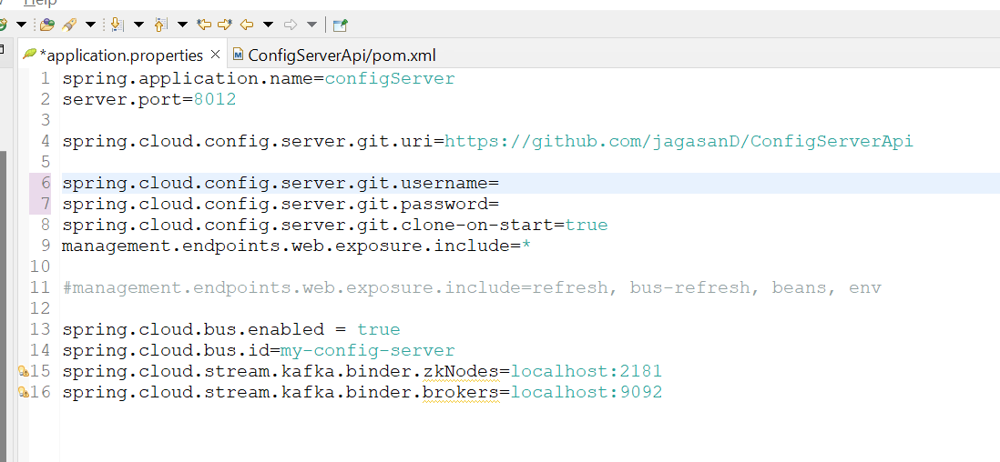 Help
*application.properties
ConfigServerApi/pom.xml
1 spring.application.name=configServer
2 server.port=8012
3
4 spring.cloud.config.server.git.uri=https://github.com/jagasanD/ConfigServerApi
5
6 spring.cloud.config.server.git.username=
7 spring.cloud.config.server.git.password=
8 spring.cloud.config.server.git.clone-on-start=true
9 management.endpoints.web.exposure.include=*
10
11 #management.endpoints.web.exposure.include=refresh, bus-refresh, beans, env
12
13 spring.cloud.bus.enabled = true
14 spring.cloud.bus.id=my-config-server
15 spring.cloud.stream.kafka.binder.zkNodes=localhost:2181
16 spring.cloud.stream.kafka.binder.brokers=localhost:9092